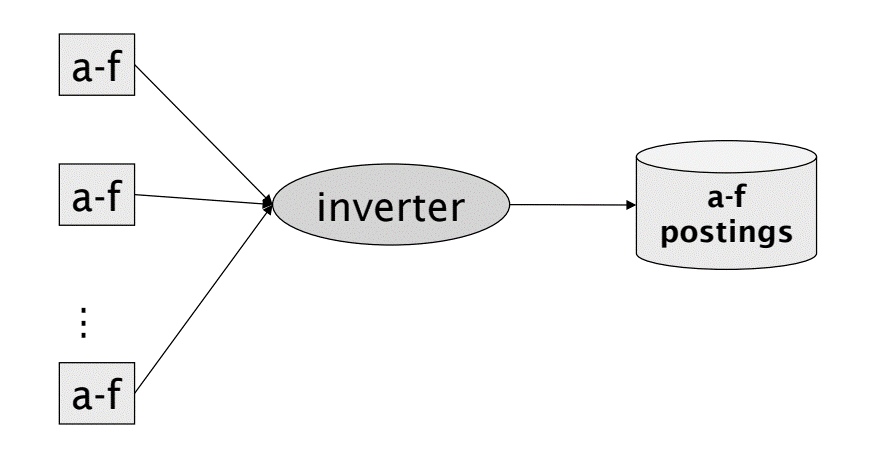 a-f
a-f
inverter
a-f
postings
⋮
a-f